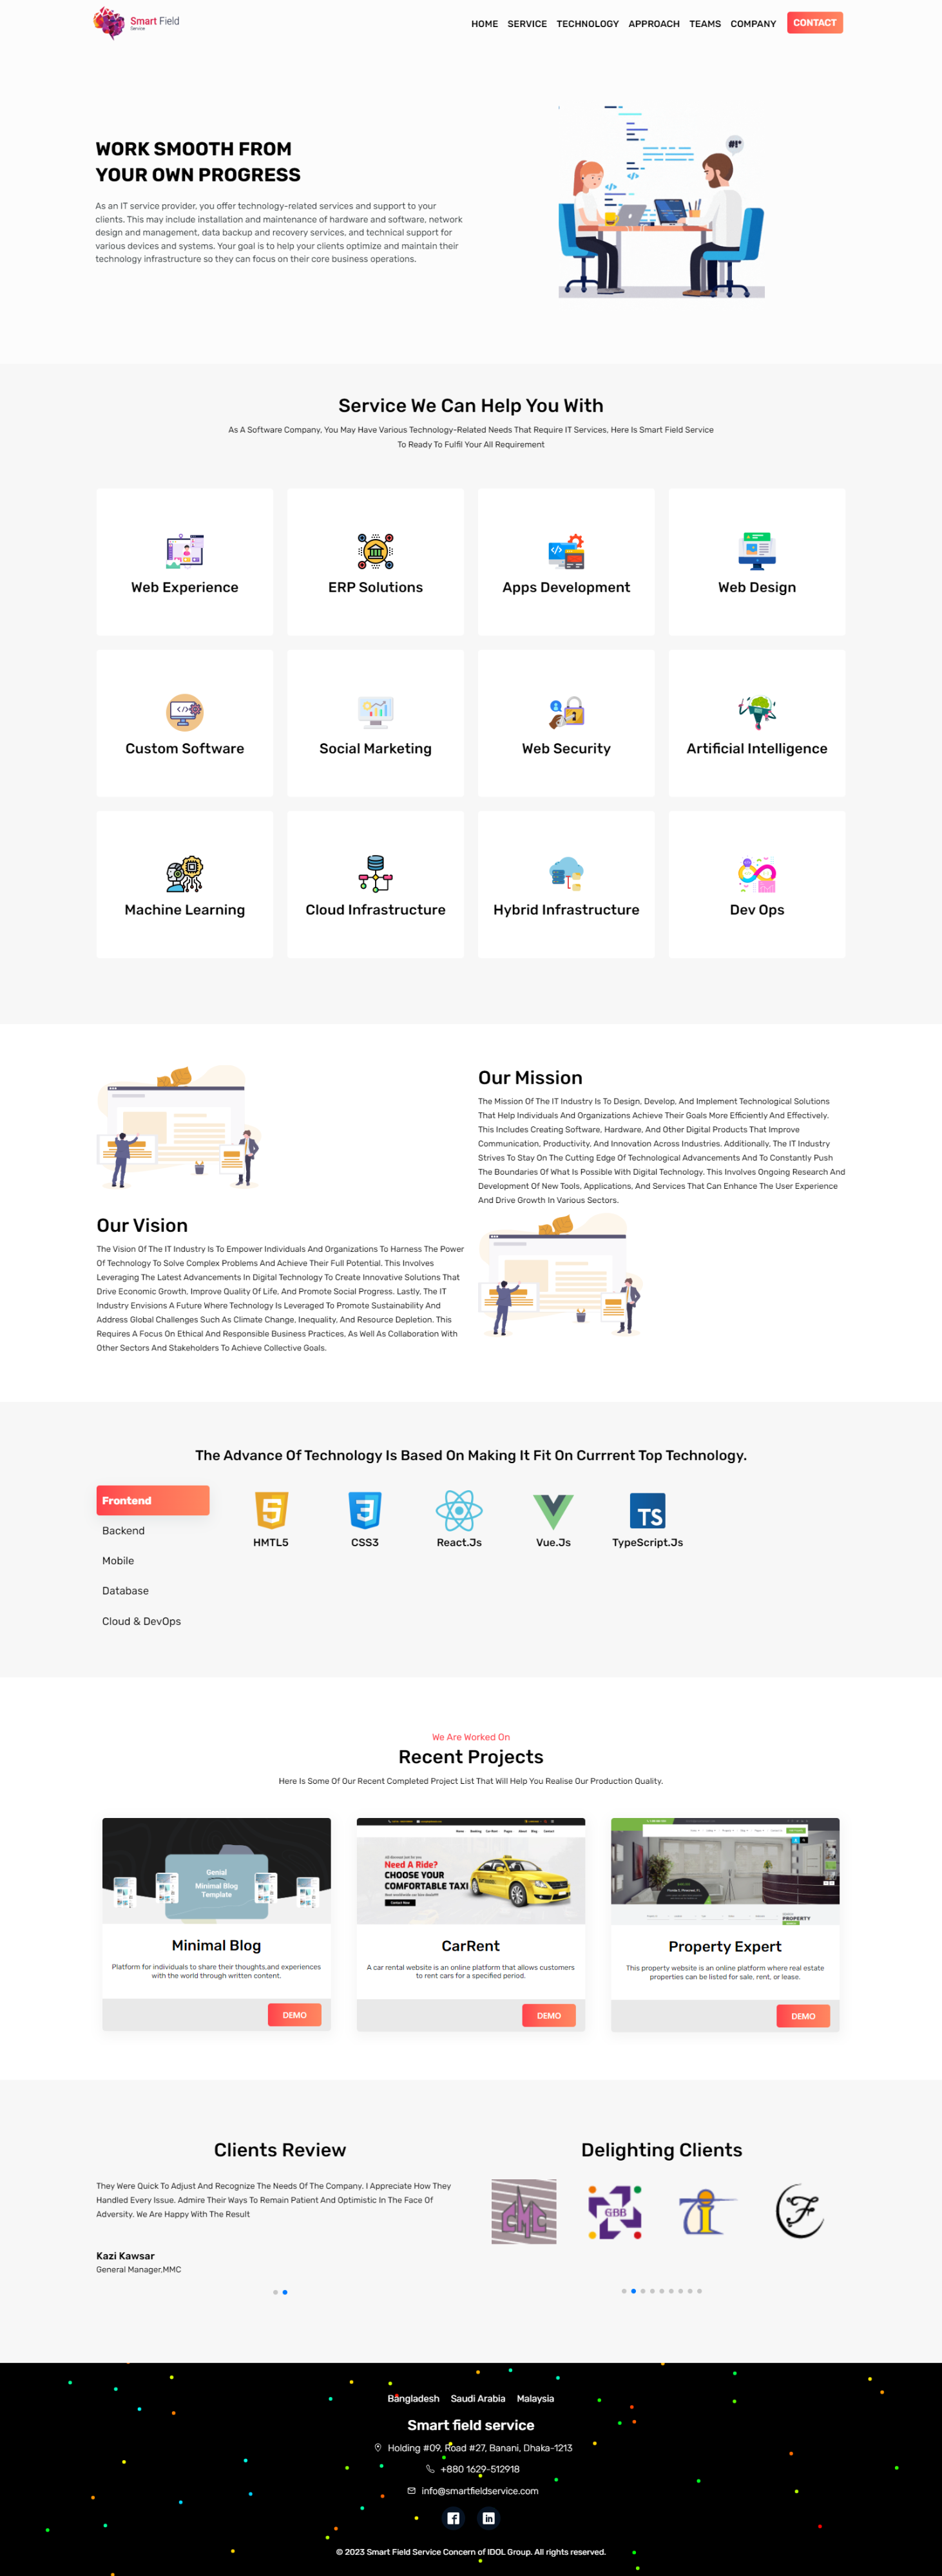 Smart Field
Service
HOME SERVICE TECHNOLOGY APPROACH TEAMS COMPANY CONTACT
WORK SMOOTH FROM
YOUR OWN PROGRESS
As an IT service provider, you offer technology-related services and support to your
clients. This may include installation and maintenance of hardware and software, network
design and management, data backup and recovery services, and technical support for
various devices and systems. Your goal is to help your clients optimize and maintain their
technology infrastructure so they can focus on their core business operations.
#!*
Service We Can Help You With
As A Software Company, You May Have Various Technology-Related Needs That Require IT Services, Here Is Smart Field Service
To Ready To Fulfil Your All Requirement
Web Experience
ERP Solutions
Apps Development
Web Design
Custom Software
Social Marketing
Web Security
Artificial Intelligence
Machine Learning
Cloud Infrastructure
Hybrid Infrastructure
Dev Ops
Our Mission
The Mission Of The IT Industry Is To Design, Develop, And Implement Technological Solutions
That Help Individuals And Organizations Achieve Their Goals More Efficiently And Effectively.
This Includes Creating Software, Hardware, And Other Digital Products That Improve
Communication, Productivity, And Innovation Across Industries. Additionally, The IT Industry
Strives To Stay On The Cutting Edge Of Technological Advancements And To Constantly Push
The Boundaries Of What Is Possible With Digital Technology. This Involves Ongoing Research And
Development Of New Tools, Applications, And Services That Can Enhance The User Experience
And Drive Growth In Various Sectors.
Our Vision
The Vision Of The IT Industry Is To Empower Individuals And Organizations To Harness The Power
Of Technology To Solve Complex Problems And Achieve Their Full Potential. This Involves
Leveraging The Latest Advancements In Digital Technology To Create Innovative Solutions That
Drive Economic Growth, Improve Quality Of Life, And Promote Social Progress. Lastly, The IT
Industry Envisions A Future Where Technology Is Leveraged To Promote Sustainability And
Address Global Challenges Such As Climate Change, Inequality, And Resource Depletion. This
Requires A Focus On Ethical And Responsible Business Practices, As Well As Collaboration With
Other Sectors And Stakeholders To Achieve Collective Goals.
The Advance Of Technology Is Based On Making It Fit On Currrent Top Technology.
Frontend
Backend
Mobile
Database
Cloud & DevOps
HMTL5
CSS3
React.Js
Vue.Js
TS
TypeScript.Js
We Are Worked On
Recent Projects
Here Is Some Of Our Recent Completed Project List That Will Help You Realise Our Production Quality.
Genial
Minimal Blog
Template
Minimal Blog
Platform for individuals to share their thoughts,and experiences
with the world through written content.
DEMO
Need A Ride?
CHOOSE YOUR
COMFORTABLE TAXI
CarRent
A car rental website is an online platform that allows customers
to rent cars for a specified period.
DEMO
PROPERTY
Property Expert
This property website is an online platform where real estate
properties can be listed for sale, rent, or lease.
DEMO
Clients Review
They Were Quick To Adjust And Recognize The Needs Of The Company. I Appreciate How They
Handled Every Issue. Admire Their Ways To Remain Patient And Optimistic In The Face Of
Adversity. We Are Happy With The Result
Kazi Kawsar
General Manager,MMC
Delighting Clients
GBB
Bangladesh Saudi Arabia Malaysia
Smart field service
Holding #09, Road #27, Banani, Dhaka-1213
+880 1629-512918
info@smartfieldservice.com
© 2023 Smart Field Service Concern of IDOL Group. All rights reserved.